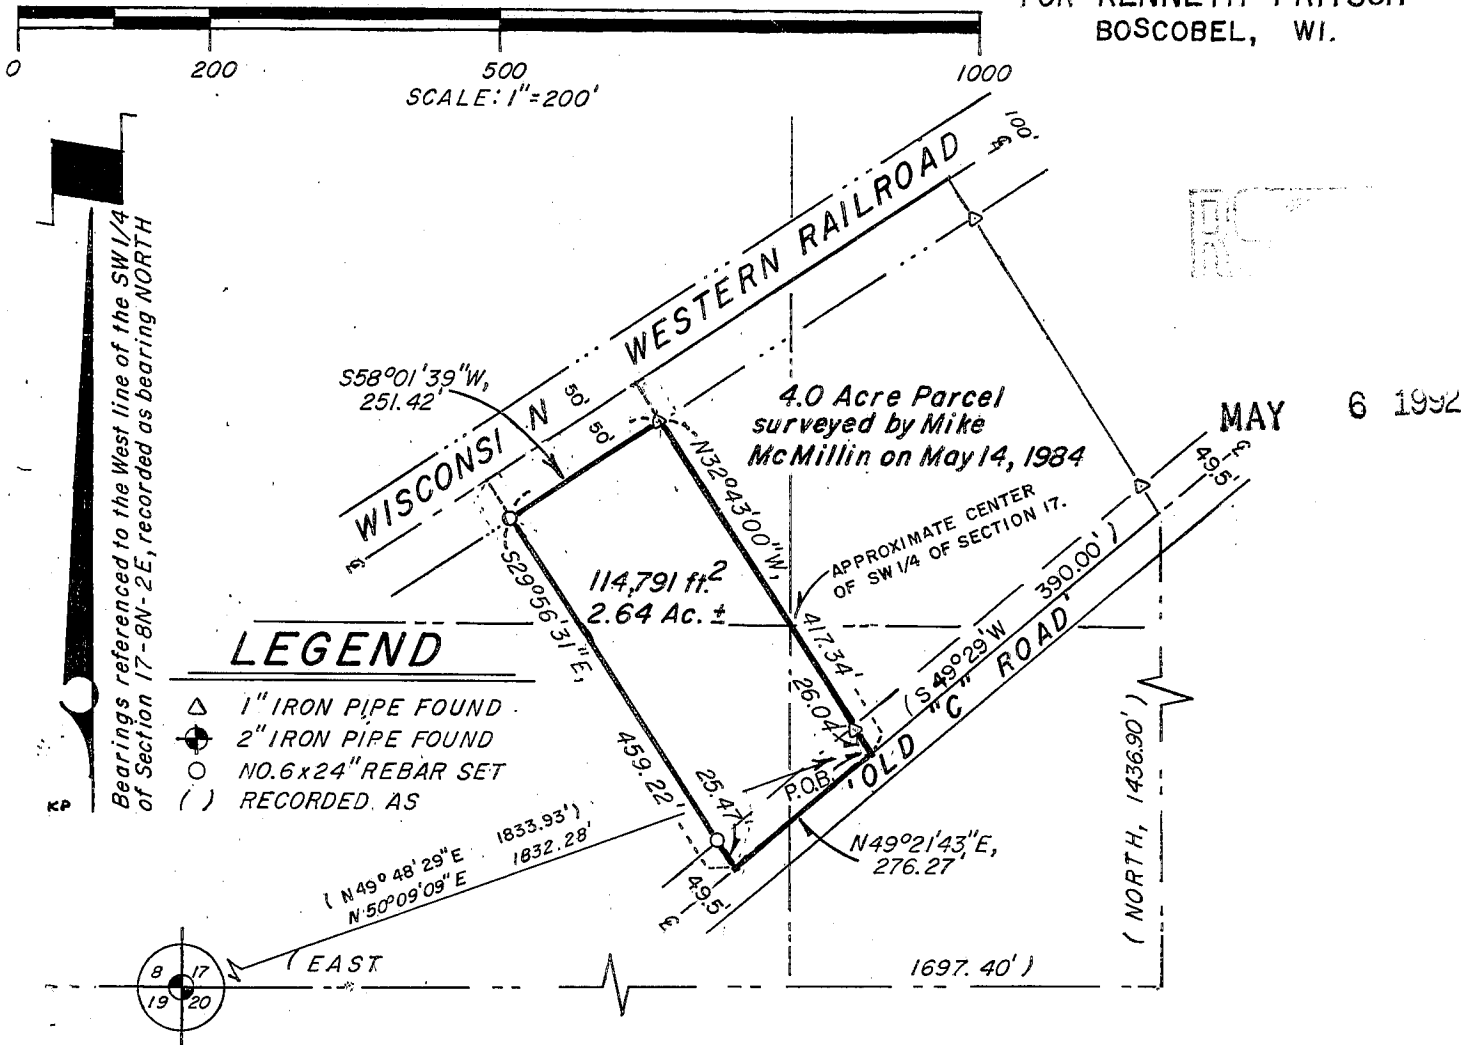 BOSCOBEL, WI.
0 200 500 1000
SCALE: 1"=200'
Bearings referenced to the West line of the SW1/4
of Section 17-8N-2E, recorded as bearing NORTH
KP
WISCONSIN WESTERN RAILROAD
100'
50'
50'
S58°01'39"W,
251.42'
4.0 Acre Parcel
surveyed by Mike
McMillin on May 14, 1984
MAY 6 1992
49.5'
N32°43'00"W,
417.34'
26.04'
APPROXIMATE CENTER
OF SW 1/4 OF SECTION 17.
S29°56'31"E,
459.22'
25.47'
114,791 ft.2
2.64 Ac. ±
(S 49°29'W 390.00')
'OLD "C" ROAD'
P.O.B.
N49°21'43"E,
276.27'
49.5'
(NORTH, 1436.90')
LEGEND
1" IRON PIPE FOUND
2" IRON PIPE FOUND
NO.6x24" REBAR SET
( ) RECORDED AS
(N49°48'29"E 1833.93')
N50°09'09"E 1832.28'
8 17
19 20
(EAST 1697.40')